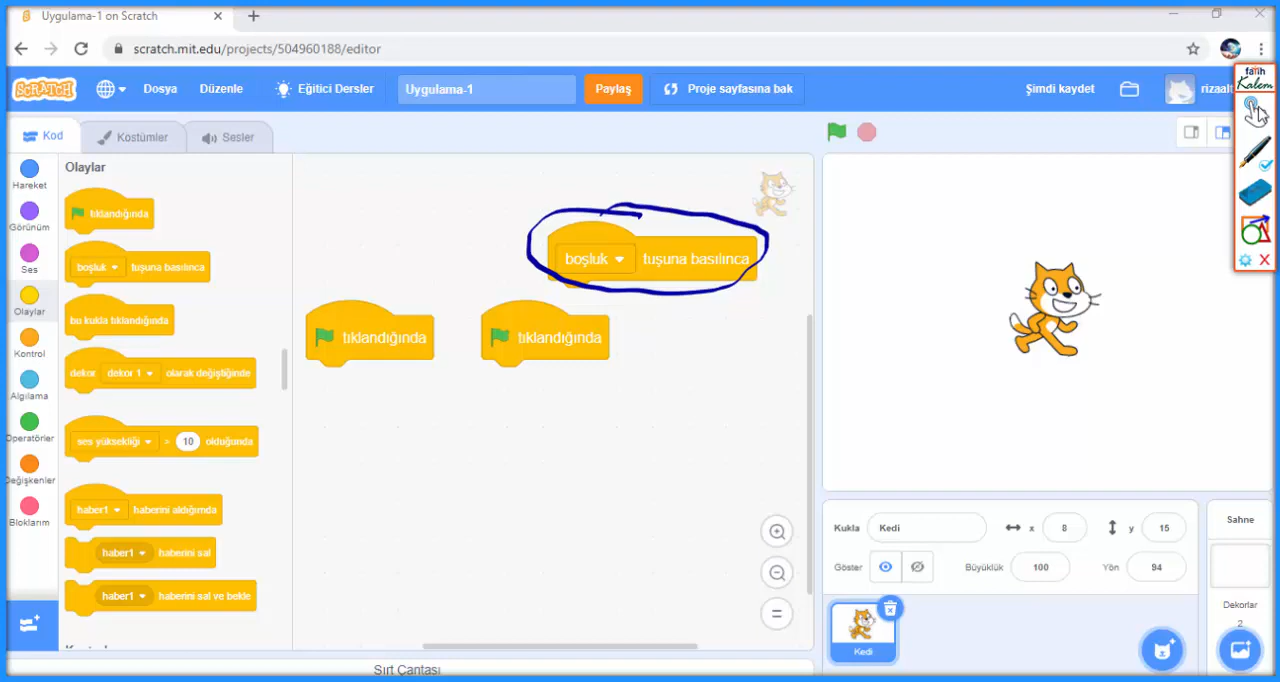 Uygulama-1 on Scratch
scratch.mit.edu/projects/504960188/editor
SCRATCH Dosya Düzenle Eğitici Dersler Uygulama-1 Paylaş Proje sayfasına bak Şimdi kaydet rizaalt
fatih
Kalem
Kod Kostümler Sesler
Hareket
Görünüm
Ses
Olaylar
Kontrol
Algılama
Operatörler
Değişkenler
Bloklarım
Olaylar
tıklandığında
boşluk tuşuna basılınca
bu kukla tıklandığında
dekor dekor 1 olarak değiştiğinde
ses yüksekliği > 10 olduğunda
haber1 haberini aldığımda
haber1 haberini sal
haber1 haberini sal ve bekle
boşluk tuşuna basılınca
tıklandığında tıklandığında
Sırt Çantası
Kukla Kedi x 8 y 15
Göster Büyüklük 100 Yön 94
Kedi
Sahne
Dekorlar
2